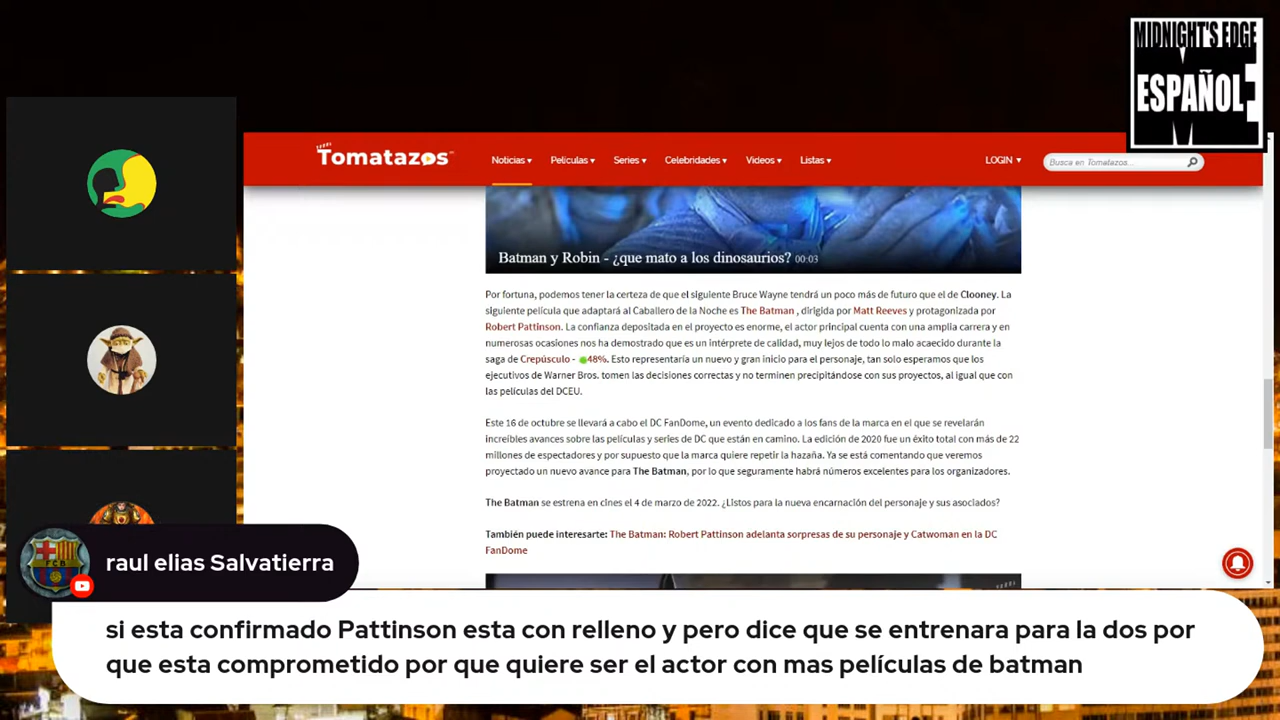 MIDNIGHT'S EDGE
ESPAÑOL
Tomatazos
Noticias
Películas
Series
Celebridades
Videos
Listas
LOGIN
Busca en Tomatazos...
Batman y Robin - ¿que mato a los dinosaurios? 00:03
Por fortuna, podemos tener la certeza de que el siguiente Bruce Wayne tendrá un poco más de futuro que el de Clooney. La
siguiente película que adaptará al Caballero de la Noche es The Batman , dirigida por Matt Reeves y protagonizada por
Robert Pattinson. La confianza depositada en el proyecto es enorme, el actor principal cuenta con una amplia carrera y en
numerosas ocasiones nos ha demostrado que es un intérprete de calidad, muy lejos de todo lo malo acaecido durante la
saga de Crepúsculo - 48%. Esto representaría un nuevo y gran inicio para el personaje, tan solo esperamos que los
ejecutivos de Warner Bros. tomen las decisiones correctas y no terminen precipitándose con sus proyectos, al igual que con
las películas del DCEU.
Este 16 de octubre se llevará a cabo el DC FanDome, un evento dedicado a los fans de la marca en el que se revelarán
increíbles avances sobre las películas y series de DC que están en camino. La edición de 2020 fue un éxito total con más de 22
millones de espectadores y por supuesto que la marca quiere repetir la hazaña. Ya se está comentando que veremos
proyectado un nuevo avance para The Batman, por lo que seguramente habrá números excelentes para los organizadores.
The Batman se estrena en cines el 4 de marzo de 2022. ¿Listos para la nueva encarnación del personaje y sus asociados?
También puede interesarte: The Batman: Robert Pattinson adelanta sorpresas de su personaje y Catwoman en la DC
FanDome
FCB
raul elias Salvatierra
si esta confirmado Pattinson esta con relleno y pero dice que se entrenara para la dos por
que esta comprometido por que quiere ser el actor con mas películas de batman